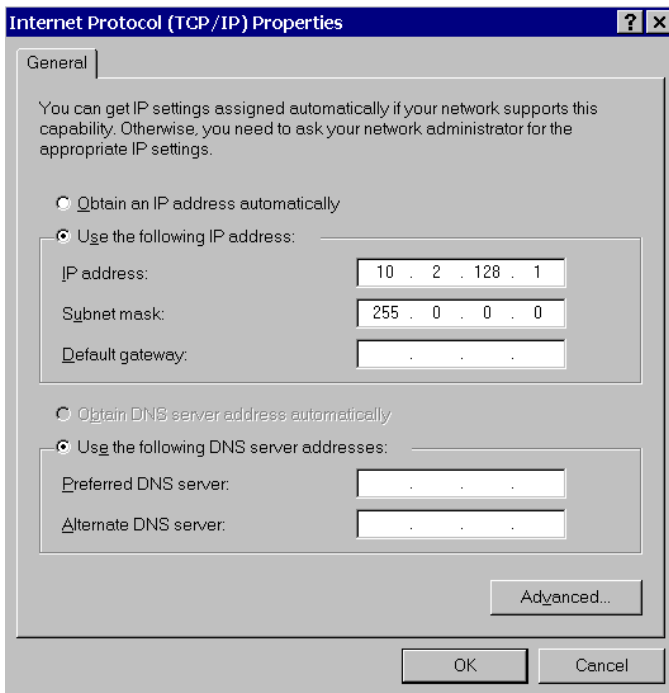 Internet Protocol (TCP/IP) Properties
General
You can get IP settings assigned automatically if your network supports this
capability. Otherwise, you need to ask your network administrator for the
appropriate IP settings.
Obtain an IP address automatically
Use the following IP address:
IP address: 10 . 2 . 128 . 1
Subnet mask: 255 . 0 . 0 . 0
Default gateway: . . .
Obtain DNS server address automatically
Use the following DNS server addresses:
Preferred DNS server: . . .
Alternate DNS server: . . .
Advanced...
OK Cancel